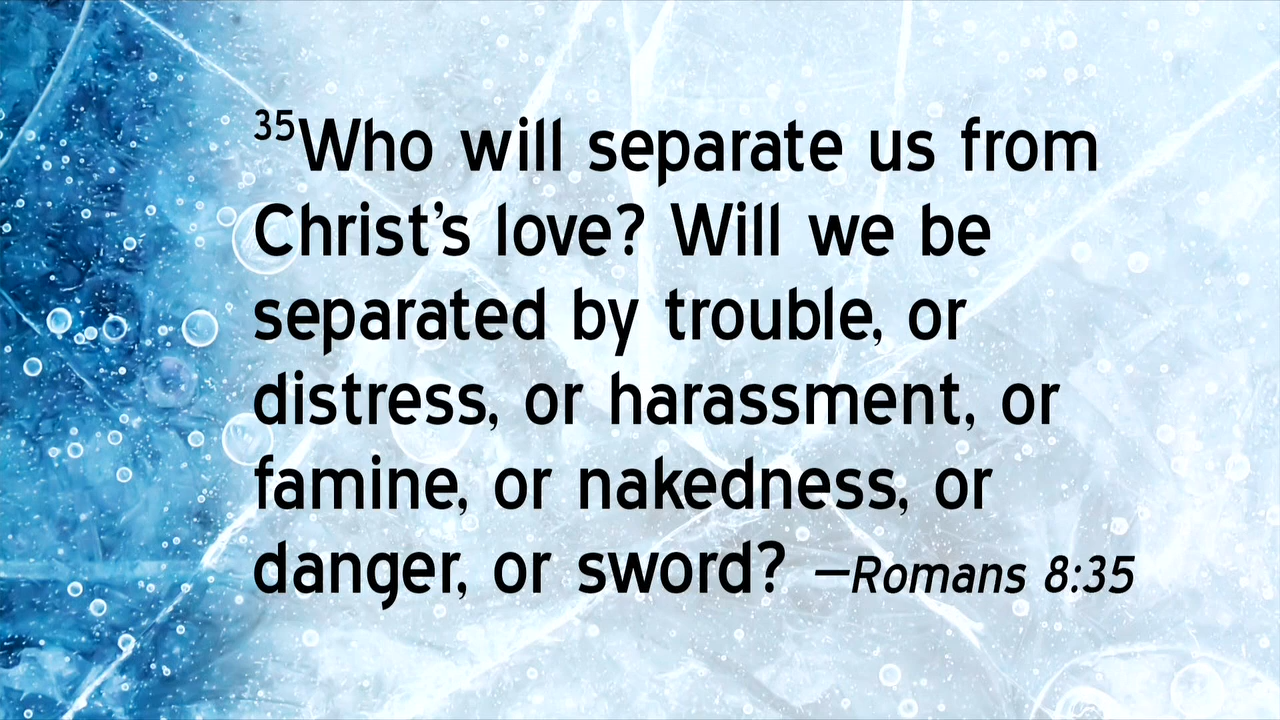 ³⁵Who will separate us from
Christ’s love? Will we be
separated by trouble, or
distress, or harassment, or
famine, or nakedness, or
danger, or sword? —Romans 8:35